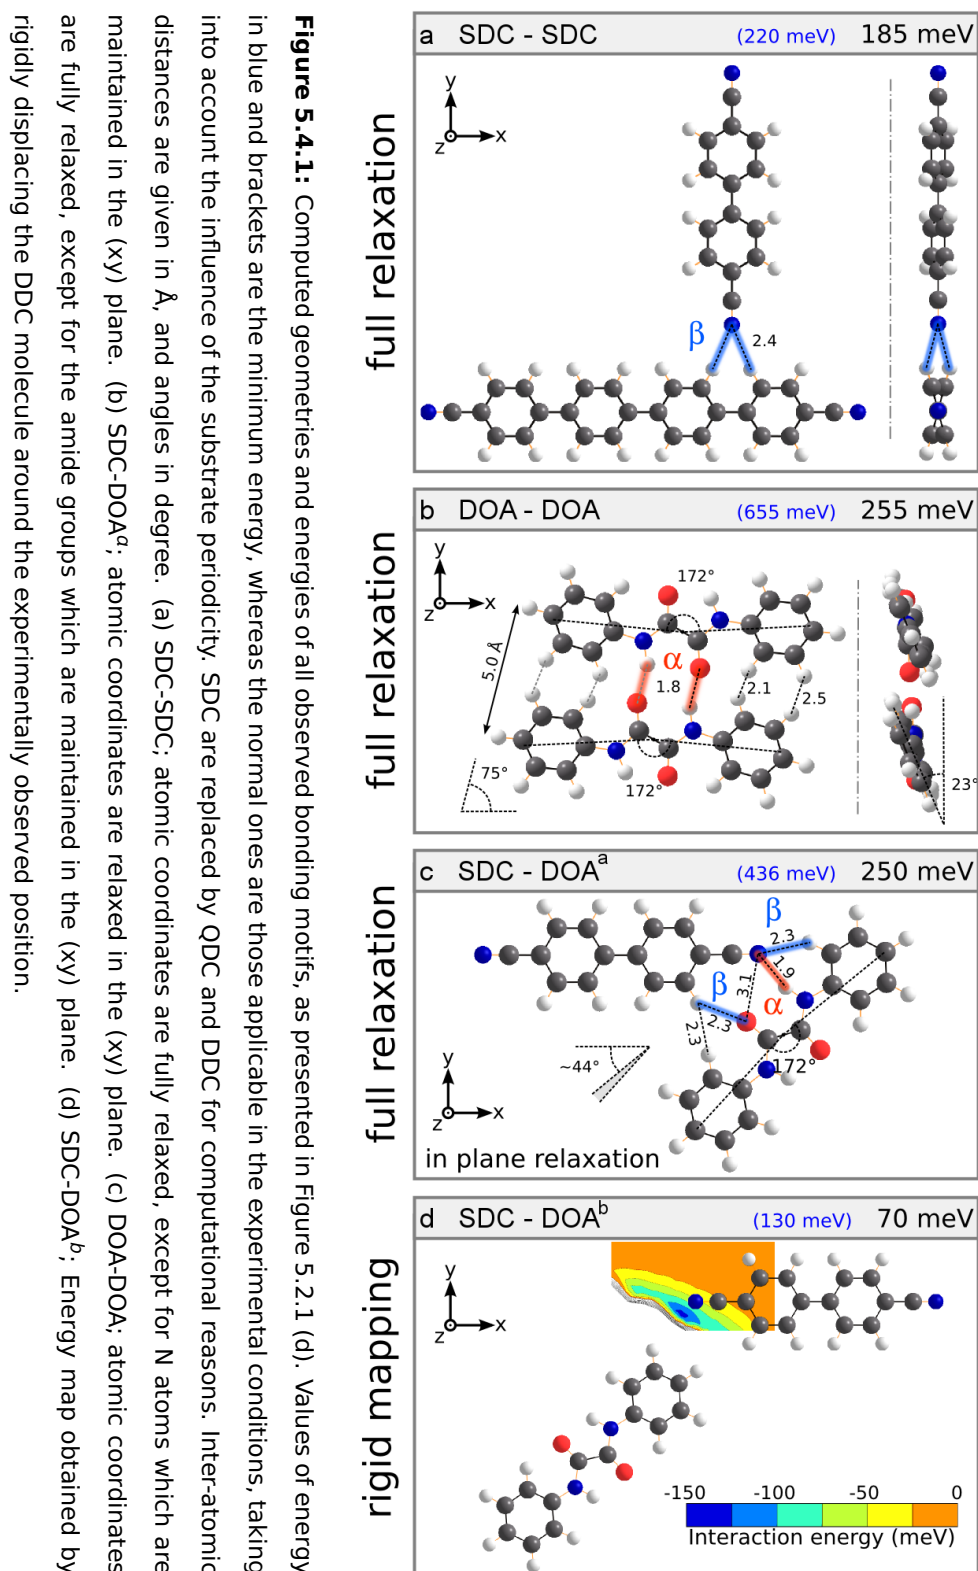 a SDC - SDC (220 meV) 185 meV
y
x
z
β
2.4
full relaxation
b DOA - DOA (655 meV) 255 meV
y
x
z
172°
5.0 Å
α
1.8
2.1
2.5
75°
172°
23°
full relaxation
c SDC - DOAᵃ (436 meV) 250 meV
β
2.3
1.9
3.1
β
α
2.3
2.3
172°
~44°
y
x
z
in plane relaxation
full relaxation
d SDC - DOAᵇ (130 meV) 70 meV
y
x
z
-150 -100 -50 0
Interaction energy (meV)
rigid mapping
Figure 5.4.1: Computed geometries and energies of all observed bonding motifs, as presented in Figure 5.2.1 (d). Values of energy
in blue and brackets are the minimum energy, whereas the normal ones are those applicable in the experimental conditions, taking
into account the influence of the substrate periodicity. SDC are replaced by QDC and DDC for computational reasons. Inter-atomic
distances are given in Å, and angles in degree. (a) SDC-SDC; atomic coordinates are fully relaxed, except for N atoms which are
maintained in the (xy) plane. (b) SDC-DOAᵃ; atomic coordinates are relaxed in the (xy) plane. (c) DOA-DOA; atomic coordinates
are fully relaxed, except for the amide groups which are maintained in the (xy) plane. (d) SDC-DOAᵇ; Energy map obtained by
rigidly displacing the DDC molecule around the experimentally observed position.